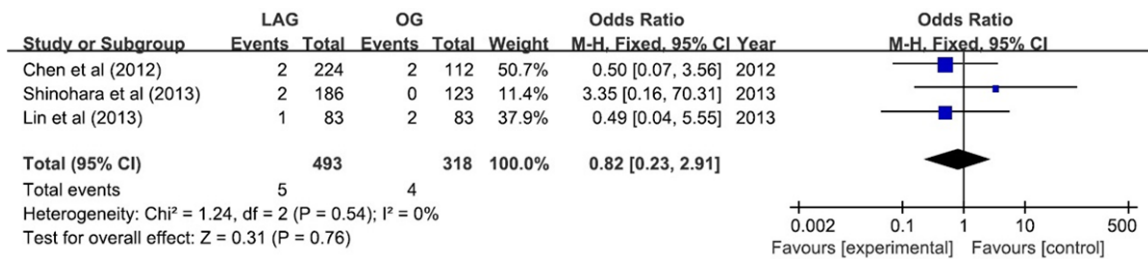 LAG OG Odds Ratio Odds Ratio
Study or Subgroup Events Total Events Total Weight M-H, Fixed, 95% CI Year M-H, Fixed, 95% CI
Chen et al (2012) 2 224 2 112 50.7% 0.50 [0.07, 3.56] 2012
Shinohara et al (2013) 2 186 0 123 11.4% 3.35 [0.16, 70.31] 2013
Lin et al (2013) 1 83 2 83 37.9% 0.49 [0.04, 5.55] 2013
Total (95% CI) 493 318 100.0% 0.82 [0.23, 2.91]
Total events 5 4
Heterogeneity: Chi² = 1.24, df = 2 (P = 0.54); I² = 0%
Test for overall effect: Z = 0.31 (P = 0.76)
0.002 0.1 1 10 500
Favours [experimental] Favours [control]